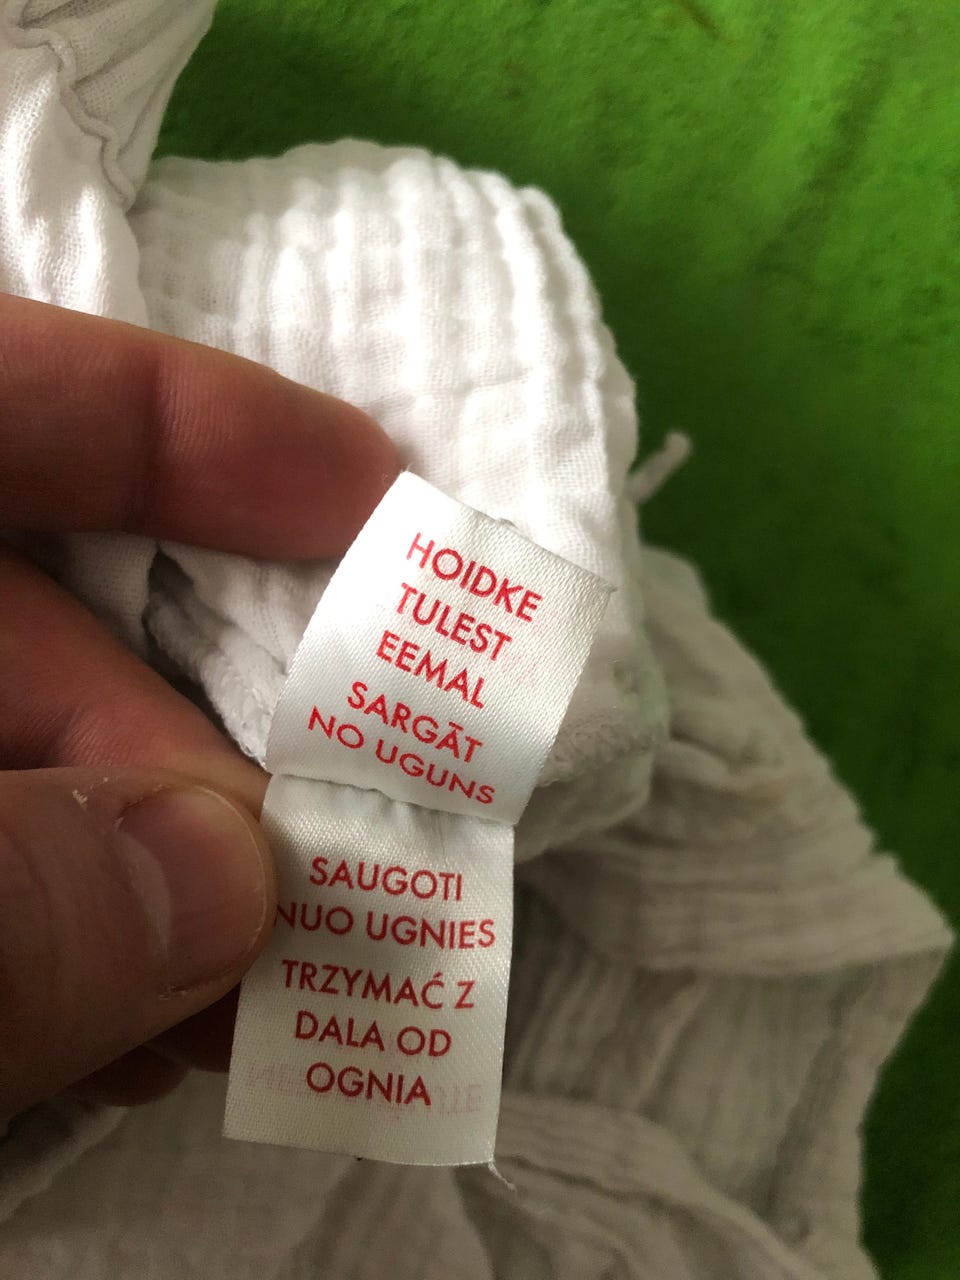 HOIDKE
TULEST
EEMAL
SARGĀT
NO UGUNS
SAUGOTI
NUO UGNIES
TRZYMAĆ Z
DALA OD
OGNIA